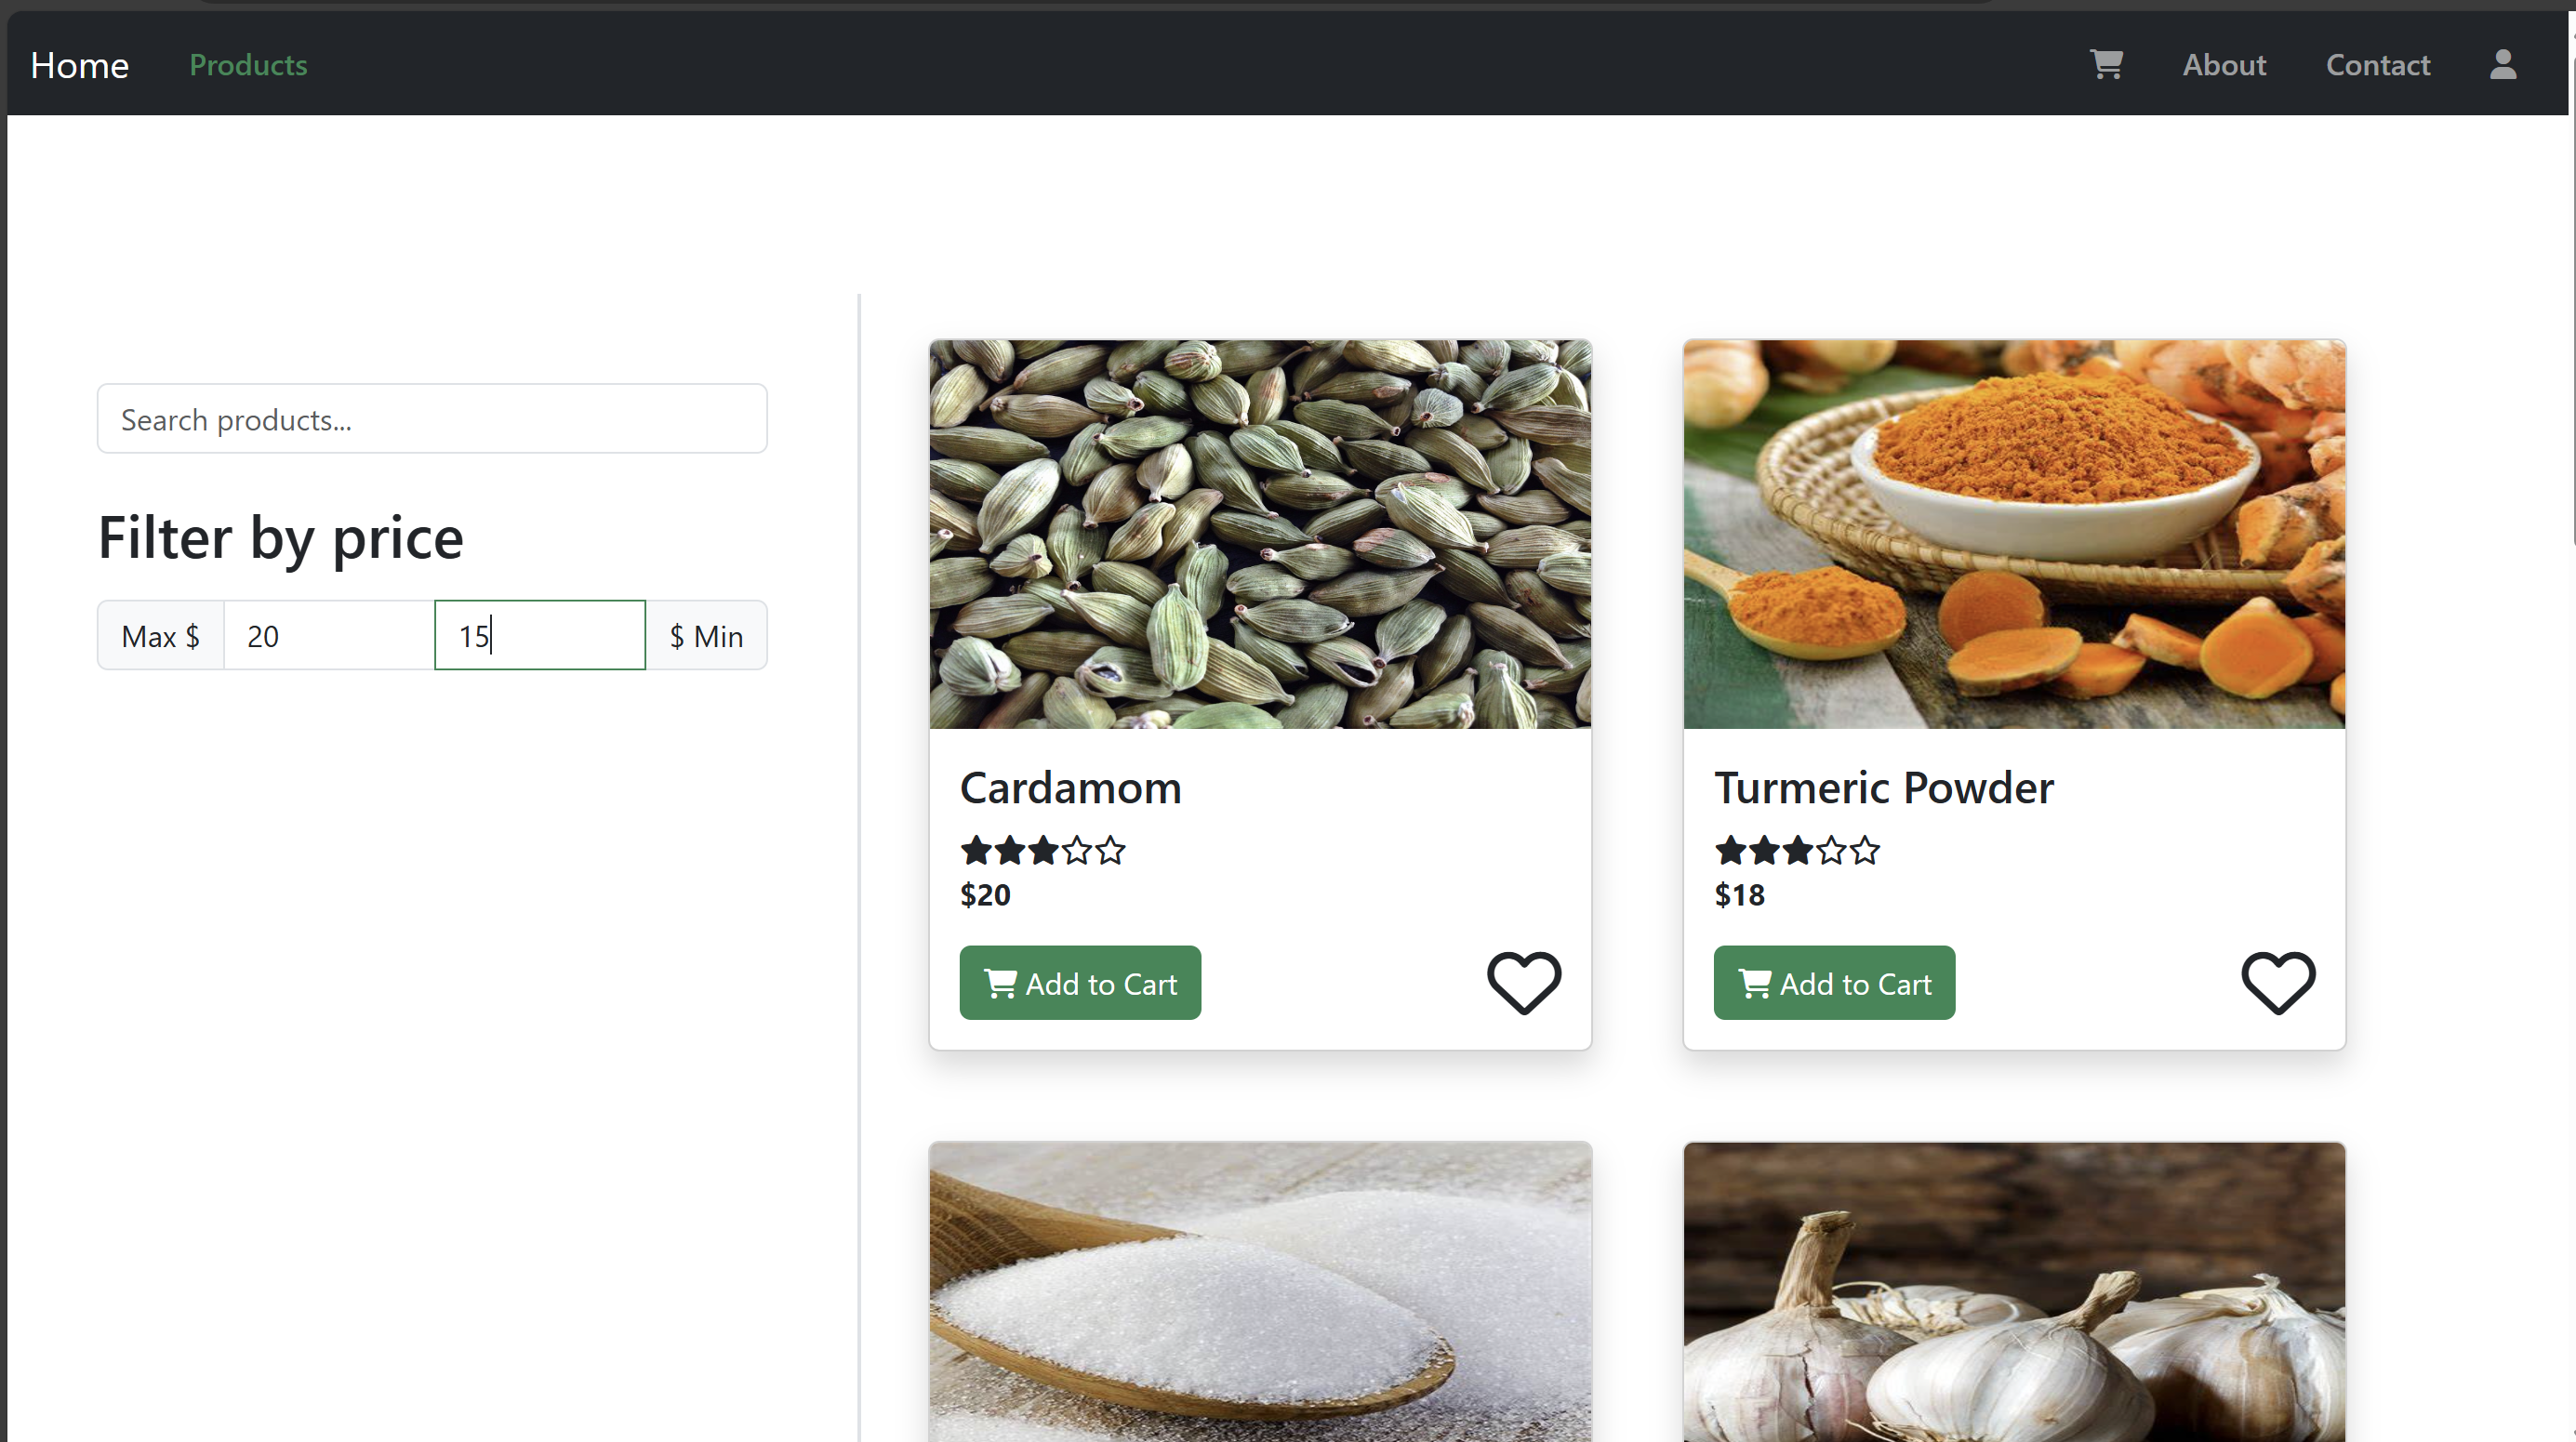 Home Products About Contact
Search products...
Filter by price
Max $ 20 15 $ Min
Cardamom
$20
Add to Cart
Turmeric Powder
$18
Add to Cart